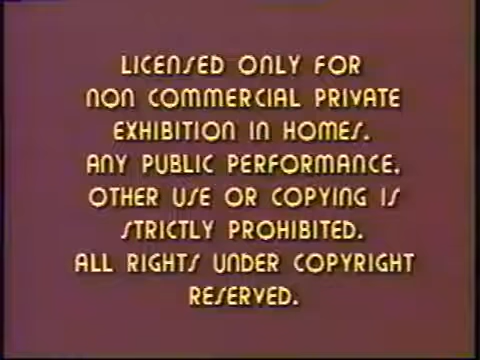 LICENSED ONLY FOR
NON COMMERCIAL PRIVATE
EXHIBITION IN HOMES.
ANY PUBLIC PERFORMANCE,
OTHER USE OR COPYING IS
STRICTLY PROHIBITED.
ALL RIGHTS UNDER COPYRIGHT
RESERVED.